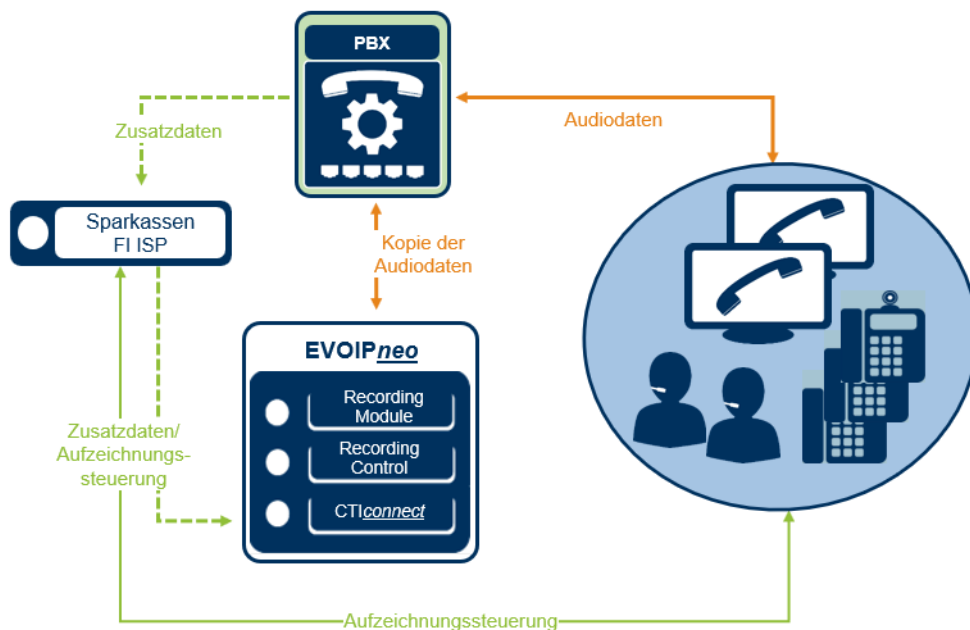 PBX
Zusatzdaten
Audiodaten
Sparkassen
FI ISP
Kopie der
Audiodaten
EVOIPneo
Recording
Module
Zusatzdaten/
Aufzeichnungs-
steuerung
Recording
Control
CTIconnect
Aufzeichnungssteuerung